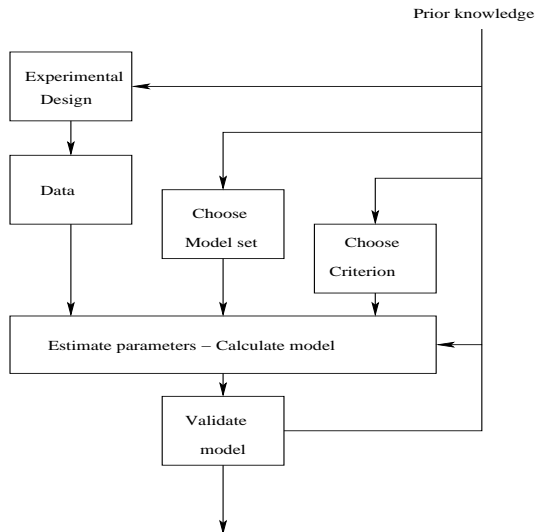 Prior knowledge
Experimental
Design
Data
Choose
Model set
Choose
Criterion
Estimate parameters − Calculate model
Validate
model